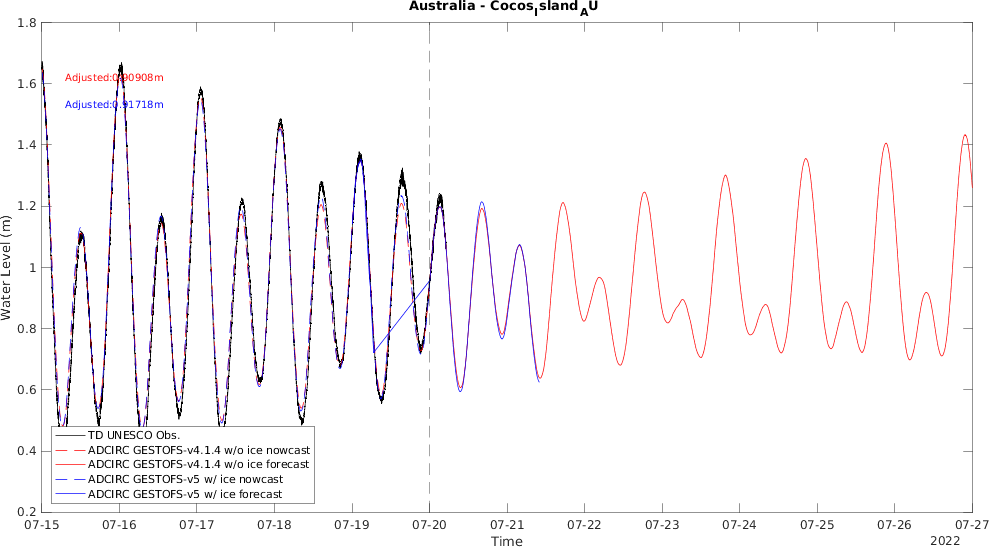 Australia - Cocos_Island_AU
Adjusted:0.90908m
Adjusted:0.91718m
Water Level (m)
1.8
1.6
1.4
1.2
1
0.8
0.6
0.4
0.2
TD UNESCO Obs.
ADCIRC GESTOFS-v4.1.4 w/o ice nowcast
ADCIRC GESTOFS-v4.1.4 w/o ice forecast
ADCIRC GESTOFS-v5 w/ ice nowcast
ADCIRC GESTOFS-v5 w/ ice forecast
07-15 07-16 07-17 07-18 07-19 07-20 07-21 07-22 07-23 07-24 07-25 07-26 07-27
Time
2022